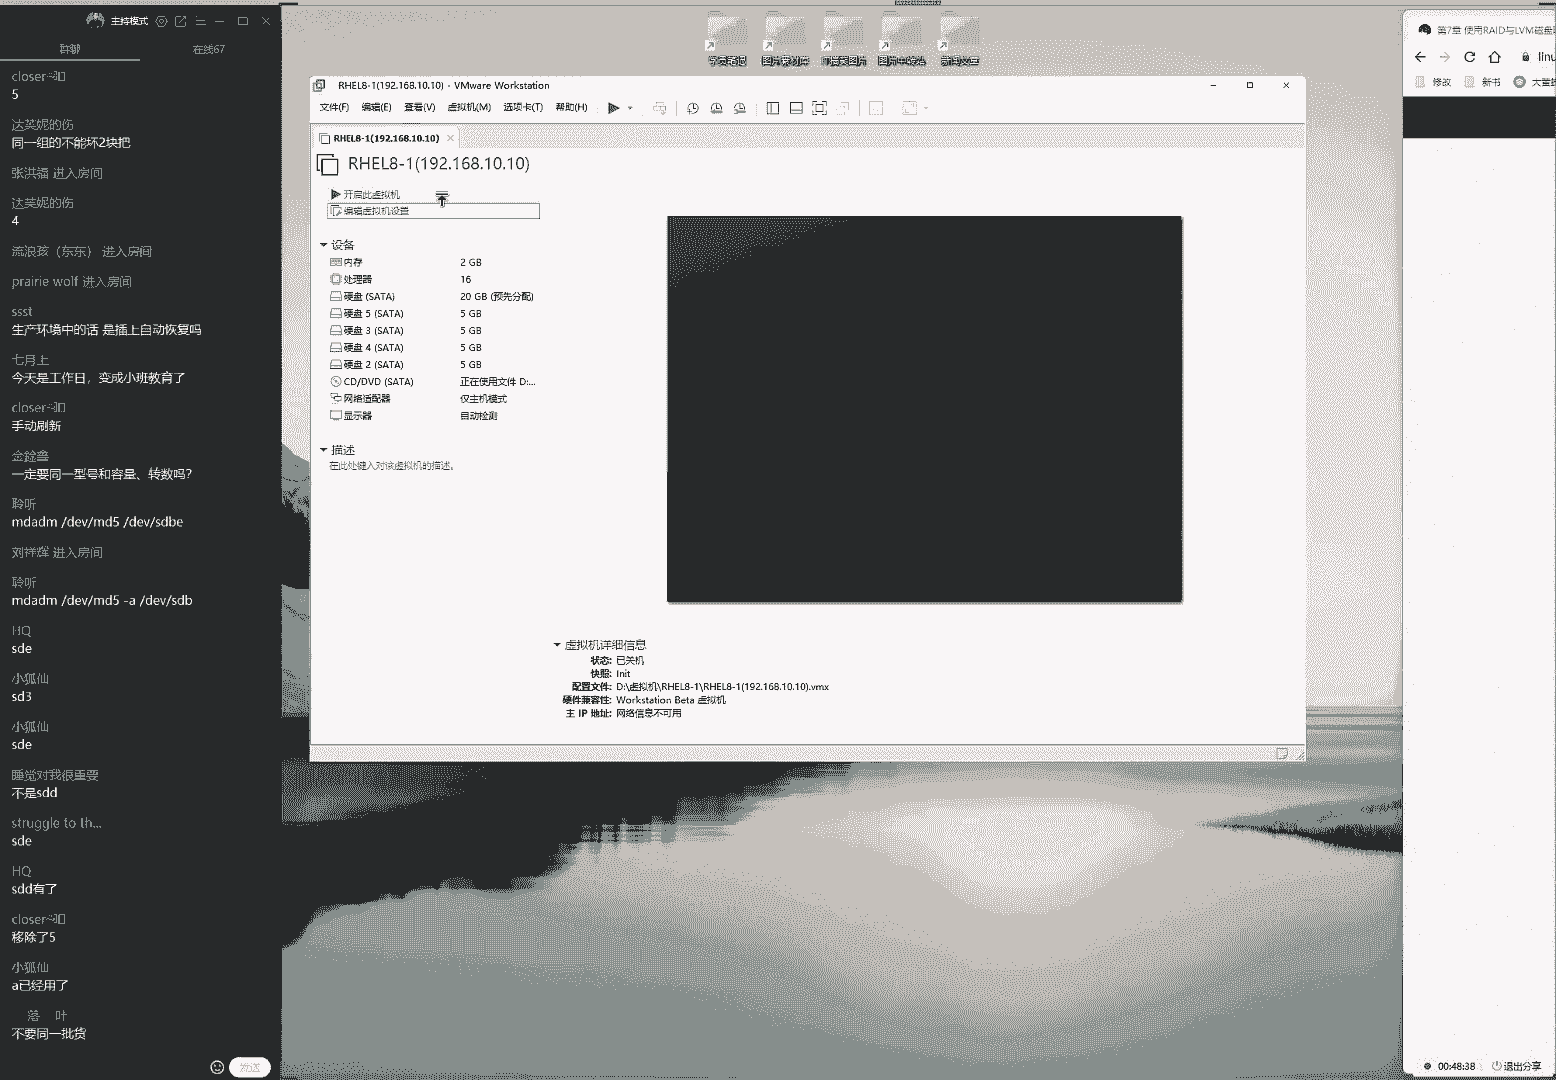 主持模式
群聊
在线67
5
达芙妮的伤
同一组的不能坏2块把
张洪福 进入房间
达芙妮的伤
4
流浪孩（东东） 进入房间
prairie wolf 进入房间
ssst
生产环境中的话 是插上自动恢复吗
七月上
今天是工作日，变成小班教育了
手动刷新
一定要同一型号和容量、转数吗？
聆听
mdadm /dev/md5 /dev/sdbe
刘祥辉 进入房间
聆听
mdadm /dev/md5 -a /dev/sdb
HQ
sde
小狐仙
sd3
小狐仙
sde
睡觉对我很重要
不是sdd
struggle to th...
sde
HQ
sdd有了
移除了5
小狐仙
a已经用了
落 叶
不要同一批货
发送
新闻文章
RHEL8-1(192.168.10.10) - VMware Workstation
文件(F) 编辑(E) 查看(V) 虚拟机(M) 选项卡(T) 帮助(H)
RHEL8-1(192.168.10.10)
RHEL8-1(192.168.10.10)
开启此虚拟机
编辑虚拟机设置
设备
内存 2 GB
处理器 16
硬盘 (SATA) 20 GB (预先分配)
硬盘 5 (SATA) 5 GB
硬盘 3 (SATA) 5 GB
硬盘 4 (SATA) 5 GB
硬盘 2 (SATA) 5 GB
CD/DVD (SATA) 正在使用文件 D:...
网络适配器 仅主机模式
显示器 自动检测
描述
在此处键入对该虚拟机的描述。
虚拟机详细信息
状态: 已关机
快照: Init
配置文件: D:\虚拟机\RHEL8-1\RHEL8-1(192.168.10.10).vmx
硬件兼容性: Workstation Beta 虚拟机
主 IP 地址: 网络信息不可用
第7章 使用RAID与LVM磁盘
linu
修改 新书
00:48:38 退出分享